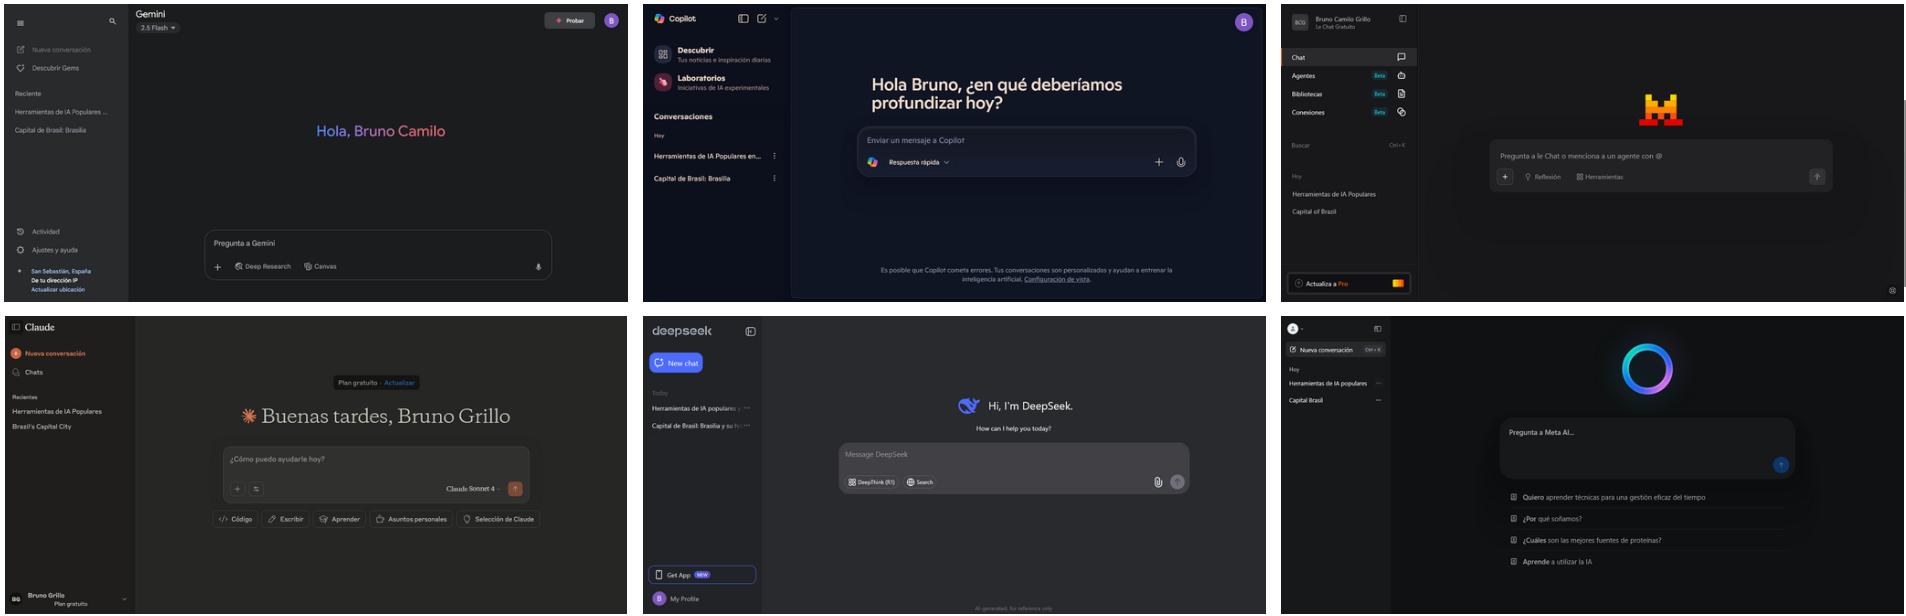 Gemini
2.5 Flash
Probar
B
Nueva conversación
Descubrir Gems
Reciente
Herramientas de IA Populares ...
Capital de Brasil: Brasilia
Hola, Bruno Camilo
Pregunta a Gemini
Deep Research
Canvas
Actividad
Ajustes y ayuda
San Sebastián, España
De tu dirección IP
Actualizar ubicación
Copilot
B
Descubrir
Tus noticias e inspiración diarias
Laboratorios
Iniciativas de IA experimentales
Conversaciones
Hoy
Herramientas de IA Populares en...
Capital de Brasil: Brasilia
Hola Bruno, ¿en qué deberíamos
profundizar hoy?
Enviar un mensaje a Copilot
Respuesta rápida
Es posible que Copilot cometa errores. Tus conversaciones son personalizadas y ayudan a entrenar la
inteligencia artificial. Configuración de vista.
BCG
Bruno Camilo Grillo
Le Chat Gratuito
Chat
Agentes Beta
Bibliotecas Beta
Conexiones Beta
Buscar Ctrl+K
Hoy
Herramientas de IA Populares
Capital of Brazil
Pregunta a le Chat o menciona a un agente con @
Reflexión
Herramientas
Actualiza a Pro
Claude
Nueva conversación
Chats
Recientes
Herramientas de IA Populares
Brazil's Capital City
Plan gratuito · Actualizar
Buenas tardes, Bruno Grillo
¿Cómo puedo ayudarle hoy?
Claude Sonnet 4
Código
Escribir
Aprender
Asuntos personales
Selección de Claude
BG
Bruno Grillo
Plan gratuito
deepseek
New chat
Today
Herramientas de IA populares y
Capital de Brasil: Brasilia y su
Hi, I'm DeepSeek.
How can I help you today?
Message DeepSeek
DeepThink (R1)
Search
Get App NEW
B
My Profile
AI-generated, for reference only
Nueva conversación Ctrl+K
Hoy
Herramientas de IA populares
Capital Brasil
Pregunta a Meta AI...
Quiero aprender técnicas para una gestión eficaz del tiempo
¿Por qué soñamos?
¿Cuáles son las mejores fuentes de proteínas?
Aprende a utilizar la IA